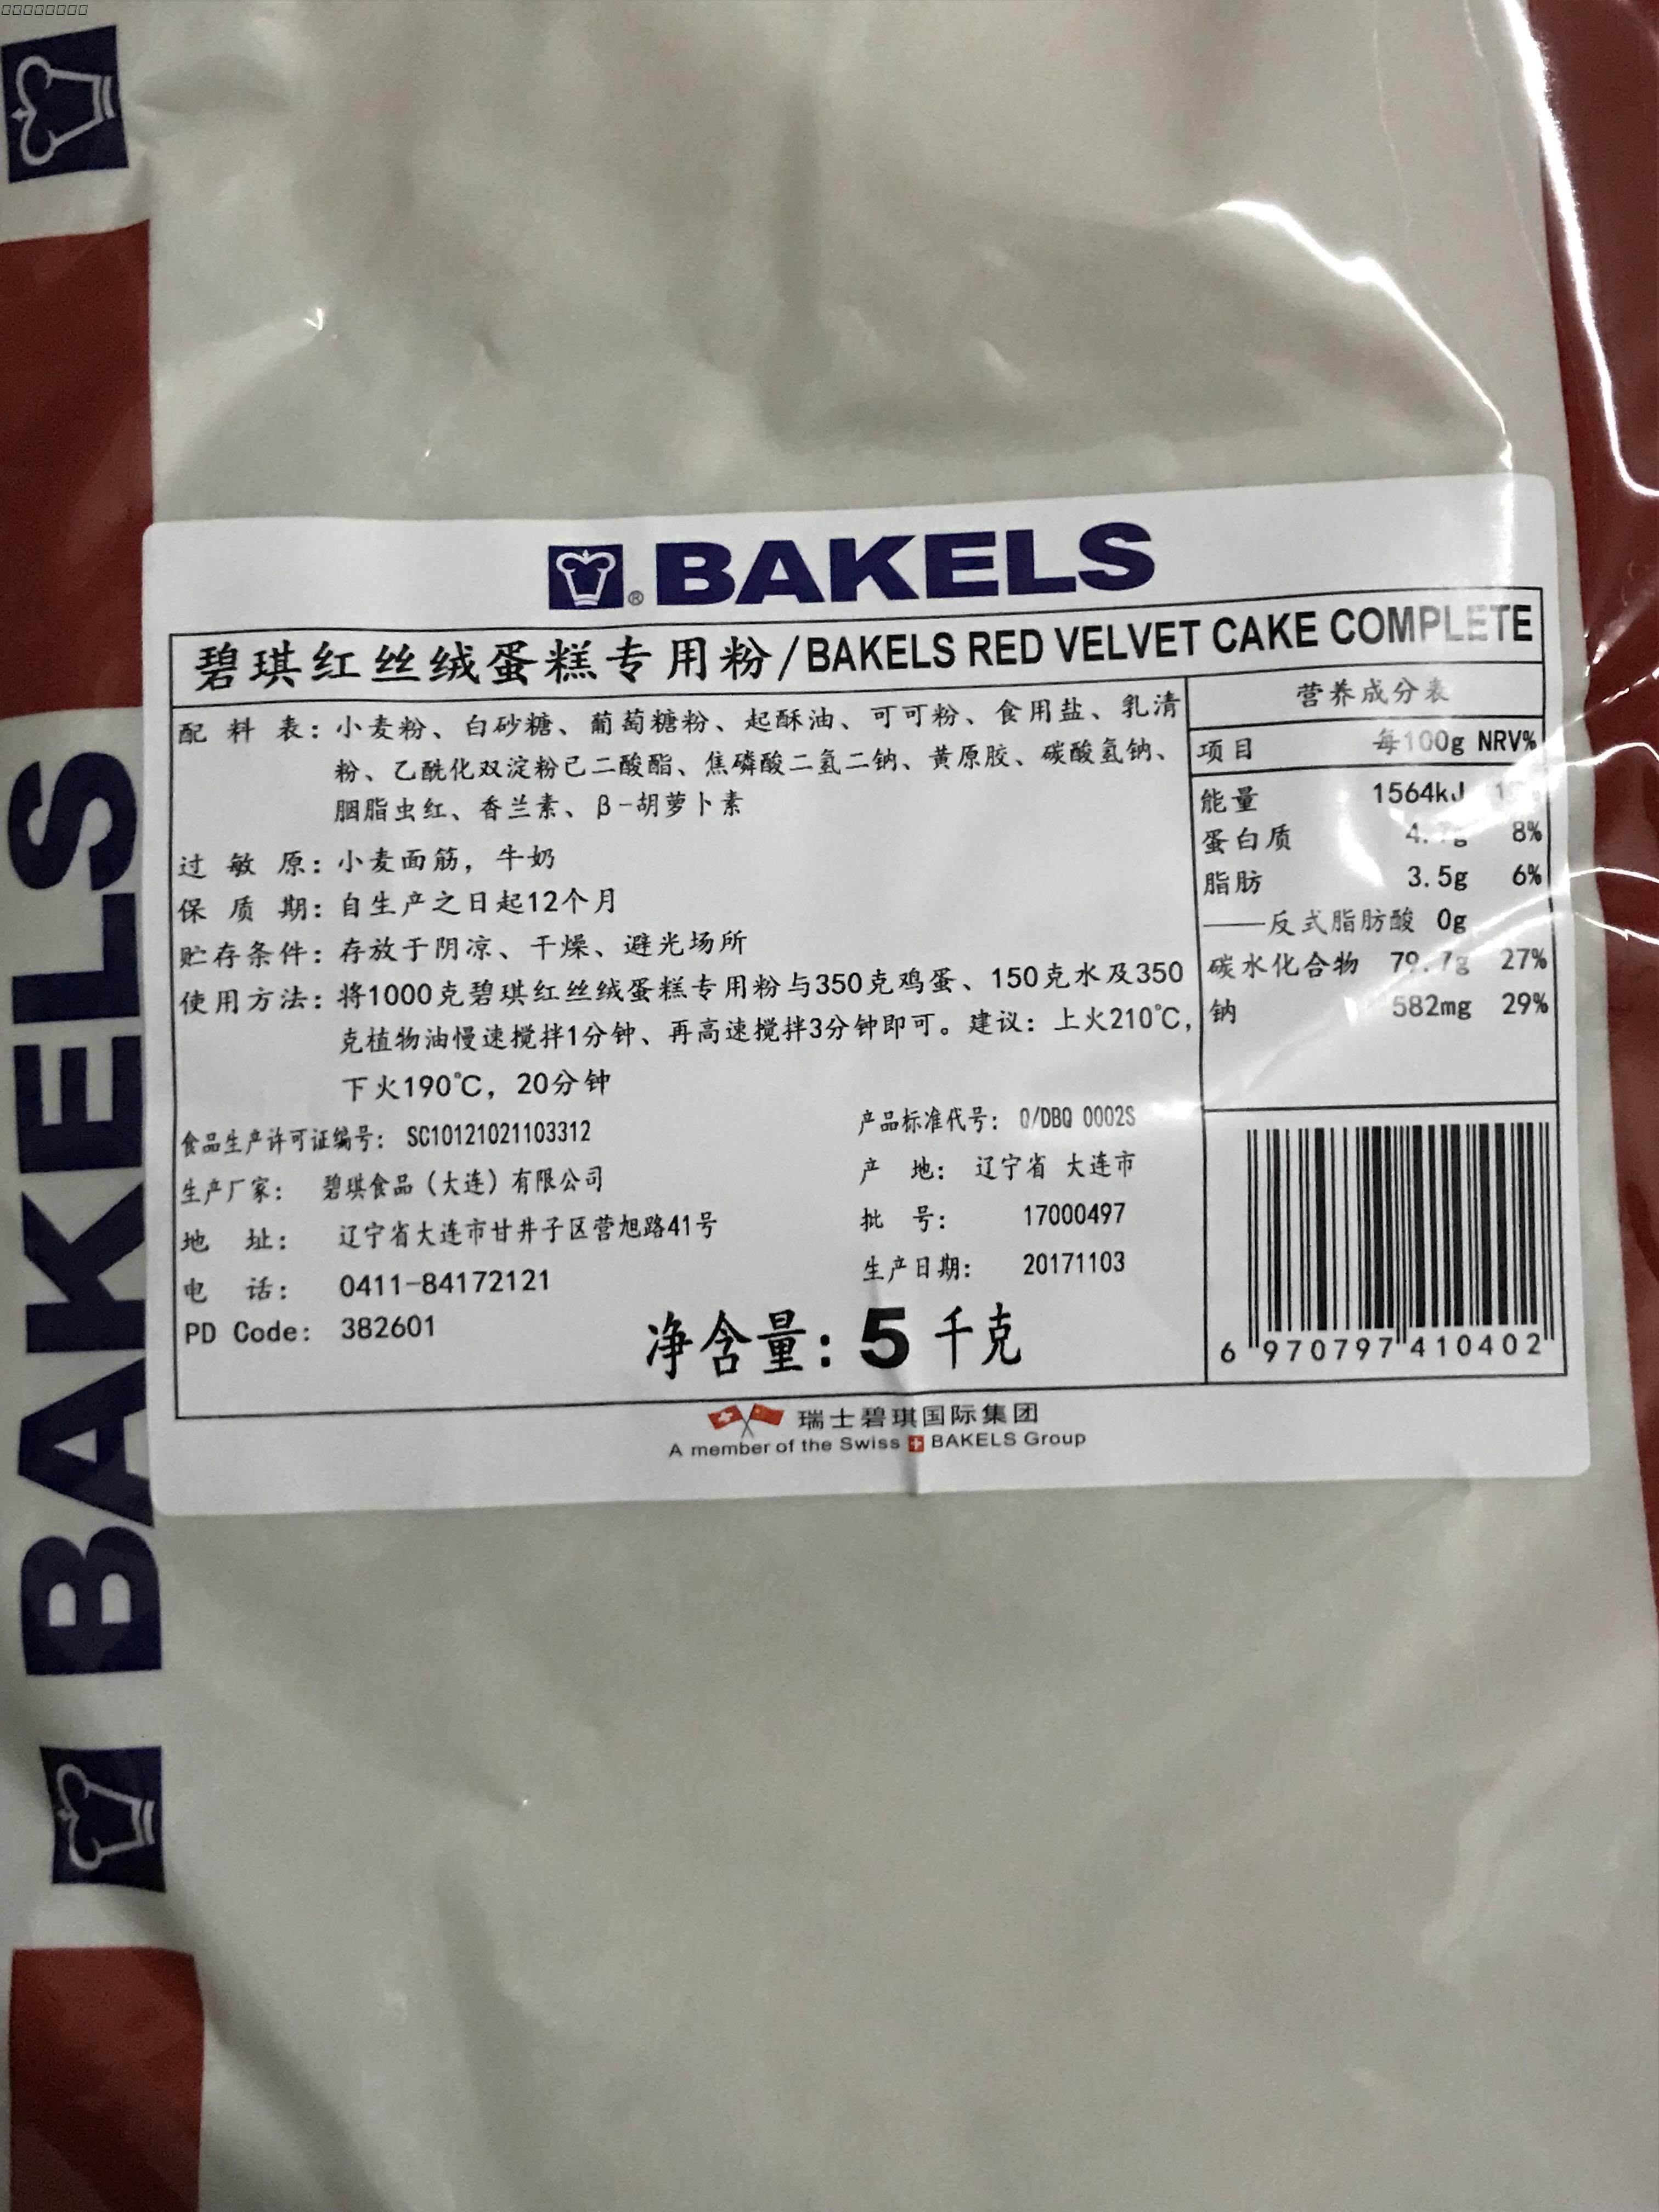 BAKELS
®BAKELS
碧琪红丝绒蛋糕专用粉/BAKELS RED VELVET CAKE COMPLETE
配料表：小麦粉、白砂糖、葡萄糖粉、起酥油、可可粉、食用盐、乳清
粉、乙酰化双淀粉己二酸酯、焦磷酸二氢二钠、黄原胶、碳酸氢钠、
胭脂虫红、香兰素、β-胡萝卜素
过敏原：小麦面筋，牛奶
保质期：自生产之日起12个月
贮存条件：存放于阴凉、干燥、避光场所
使用方法：将1000克碧琪红丝绒蛋糕专用粉与350克鸡蛋、150克水及350
克植物油慢速搅拌1分钟、再高速搅拌3分钟即可。建议：上火210℃，
下火190℃，20分钟
食品生产许可证编号：SC10121021103312
生产厂家：碧琪食品（大连）有限公司
地址：辽宁省大连市甘井子区营旭路41号
电话：0411-84172121
PD Code: 382601
产品标准代号：Q/DBQ 0002S
产地：辽宁省 大连市
批号：17000497
生产日期：20171103
净含量：5千克
营养成分表
项目 每100g NRV%
能量 1564kJ
蛋白质 8%
脂肪 3.5g 6%
——反式脂肪酸 0g
碳水化合物 79.7g 27%
钠 582mg 29%
6 970797 410402
瑞士碧琪国际集团
A member of the Swiss BAKELS Group